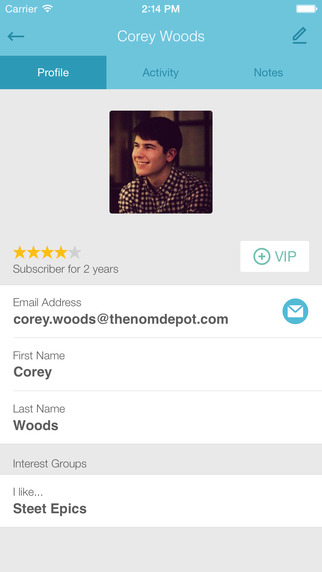 Carrier 2:14 PM
Corey Woods
Profile Activity Notes
VIP
Subscriber for 2 years
Email Address
corey.woods@thenomdepot.com
First Name
Corey
Last Name
Woods
Interest Groups
I like...
Steet Epics